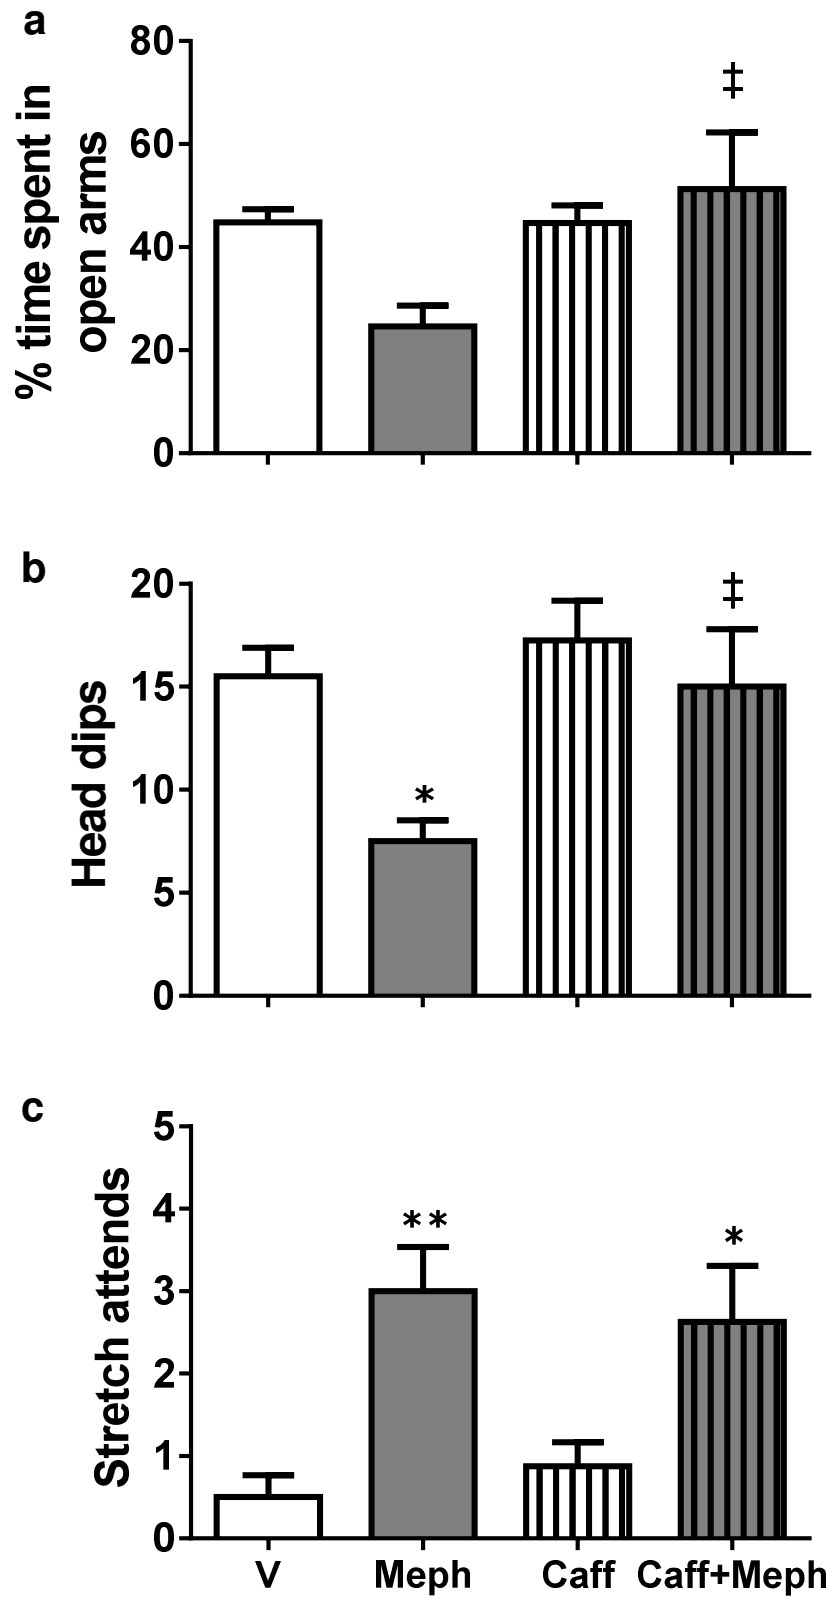 a
% time spent in
open arms
80
60
40
20
0
‡
b
Head dips
20
15
10
5
0
*
‡
c
Stretch attends
5
4
3
2
1
0
**
*
V Meph Caff Caff+Meph